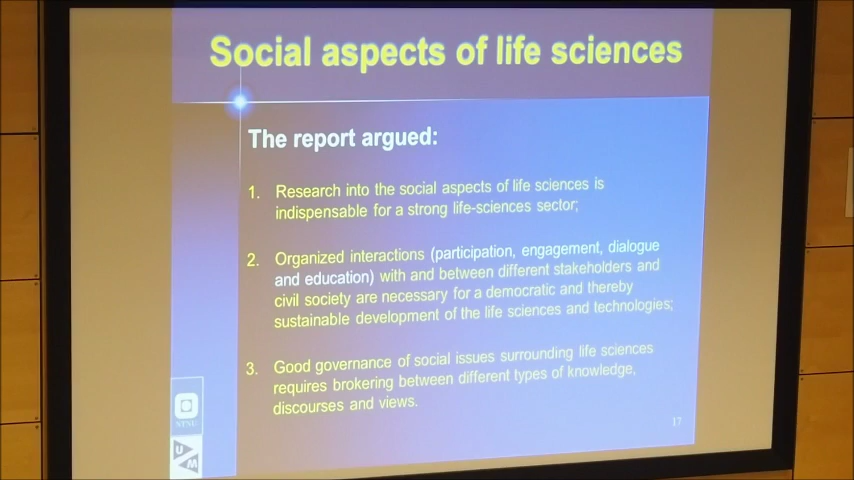 Social aspects of life sciences
The report argued:
1. Research into the social aspects of life sciences is
indispensable for a strong life-sciences sector;
2. Organized interactions (participation, engagement, dialogue
and education) with and between different stakeholders and
civil society are necessary for a democratic and thereby
sustainable development of the life sciences and technologies;
3. Good governance of social issues surrounding life sciences
requires brokering between different types of knowledge,
discourses and views.
17
NTNU
U
M